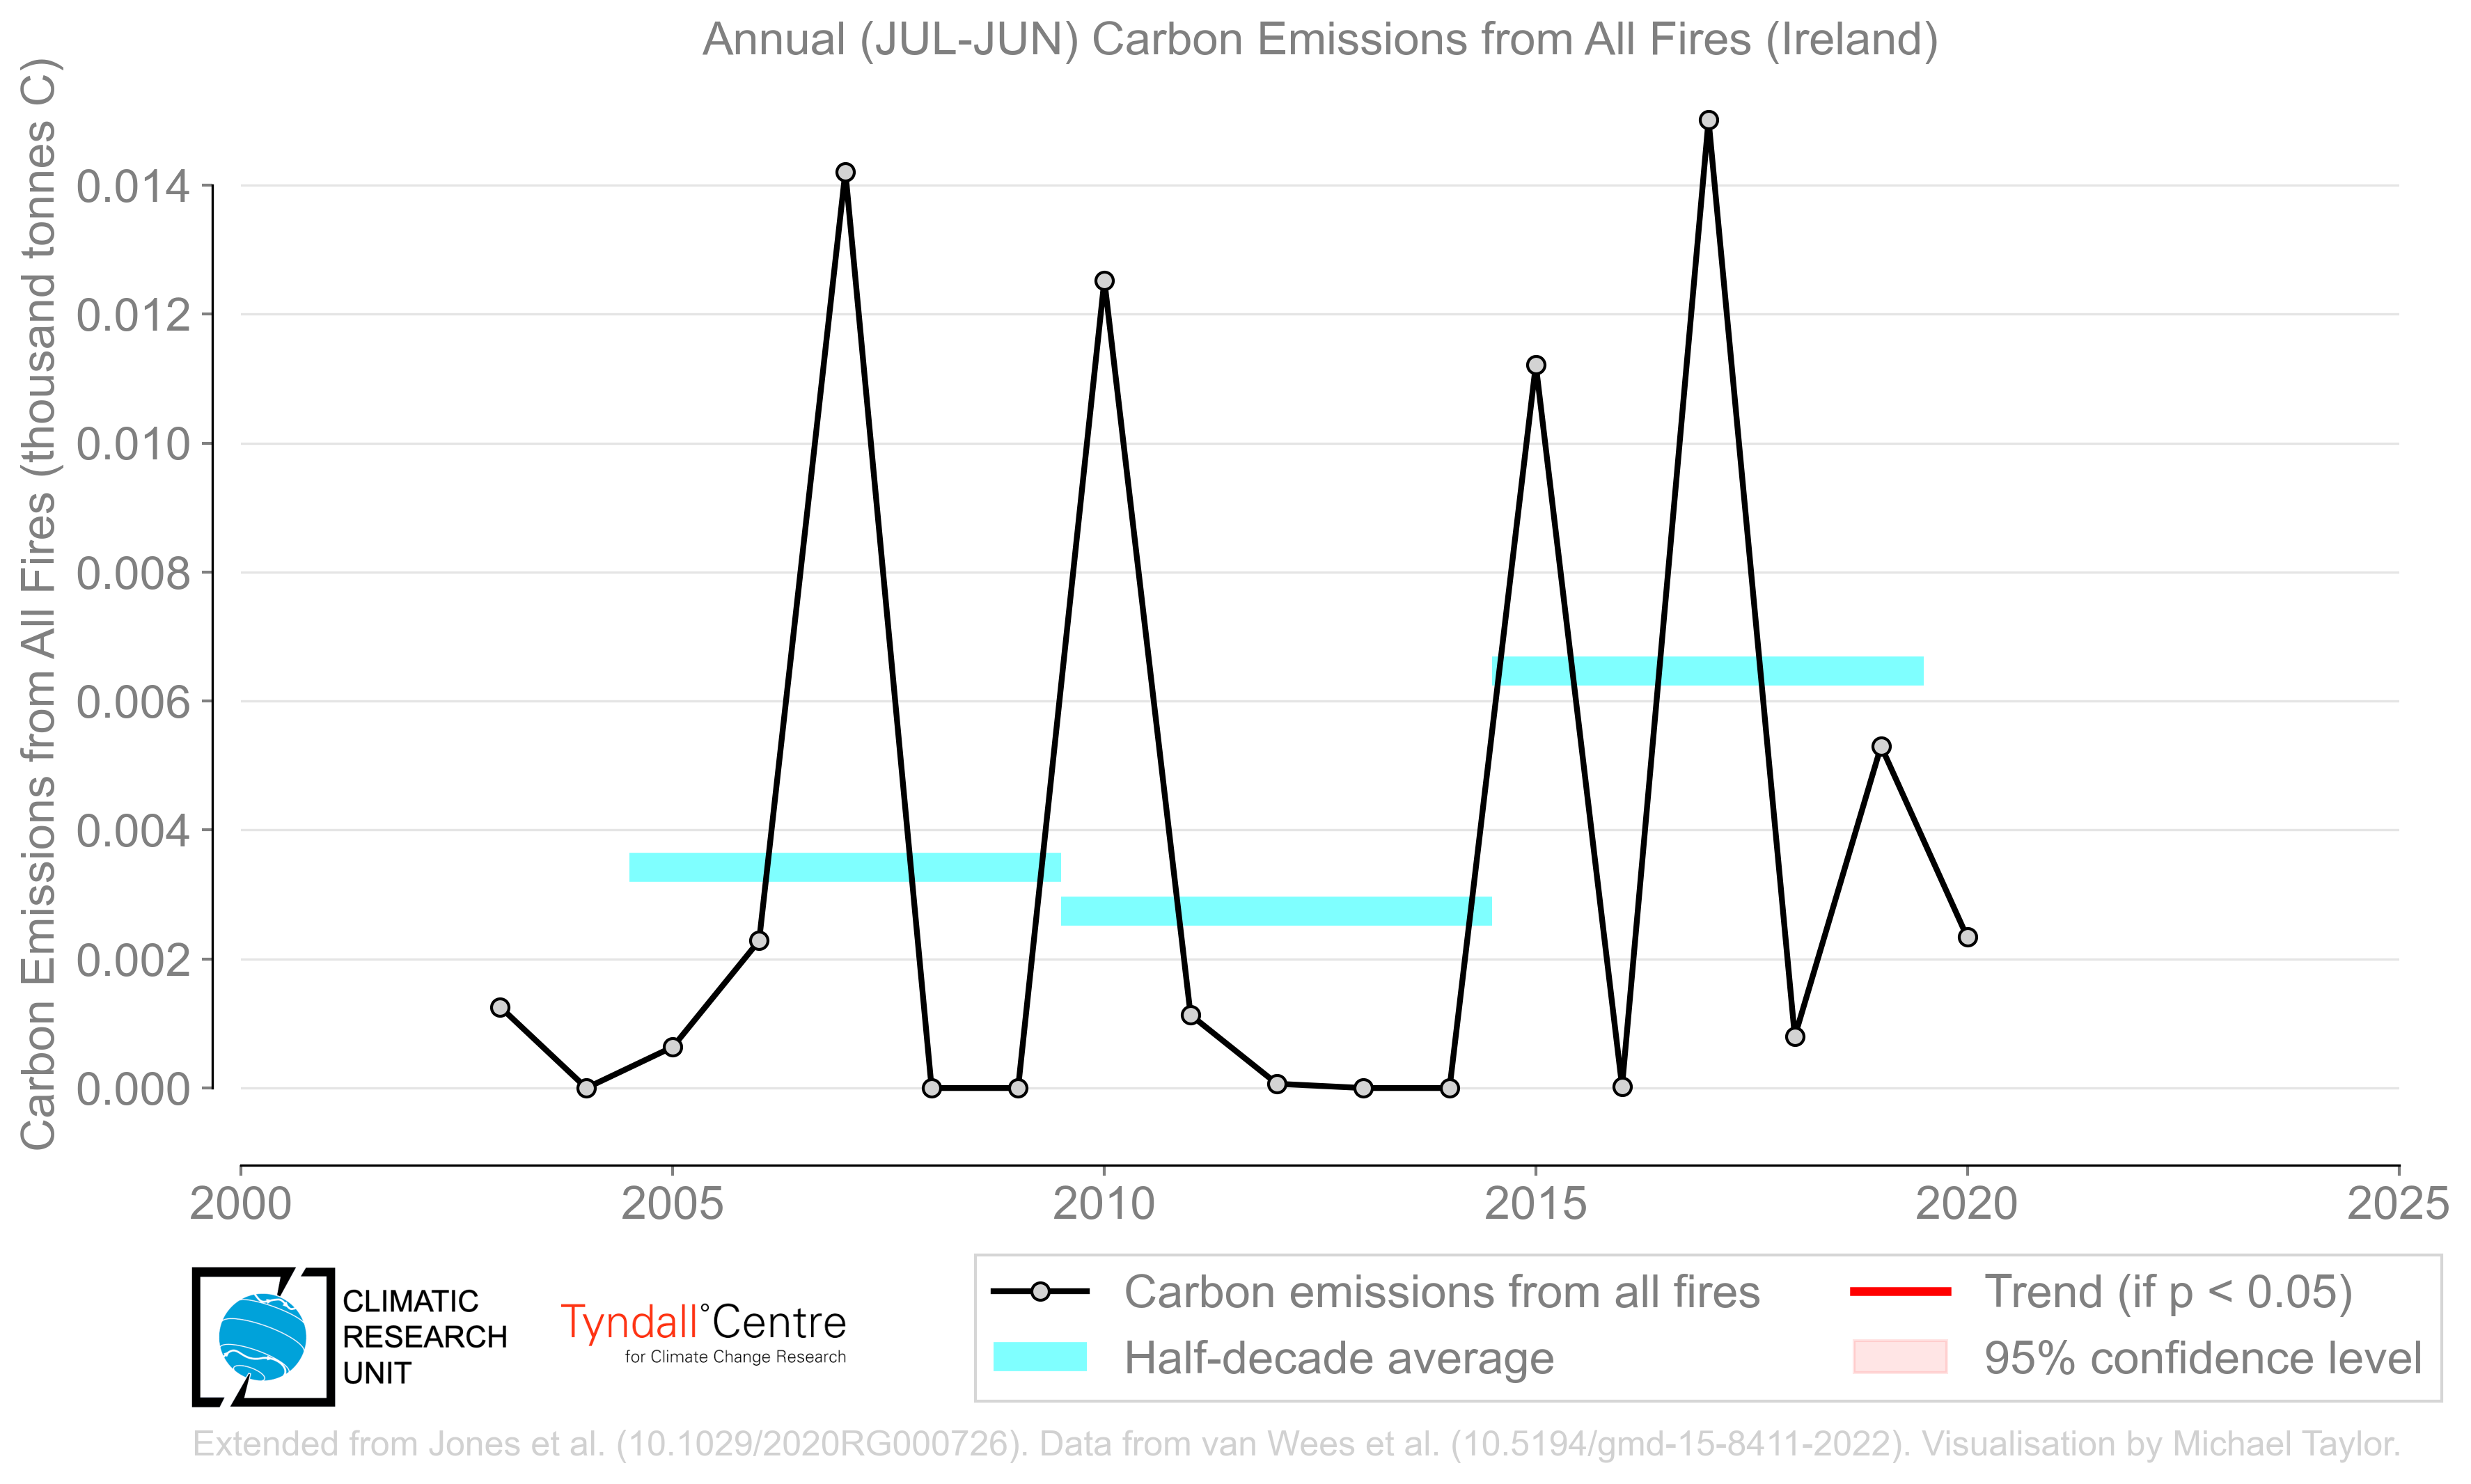 Annual (JUL-JUN) Carbon Emissions from All Fires (Ireland)
Carbon Emissions from All Fires (thousand tonnes C)
0.014
0.012
0.010
0.008
0.006
0.004
0.002
0.000
2000 2005 2010 2015 2020 2025
CLIMATIC
RESEARCH
UNIT
Tyndall°Centre
for Climate Change Research
Carbon emissions from all fires
Half-decade average
Trend (if p < 0.05)
95% confidence level
Extended from Jones et al. (10.1029/2020RG000726). Data from van Wees et al. (10.5194/gmd-15-8411-2022). Visualisation by Michael Taylor.